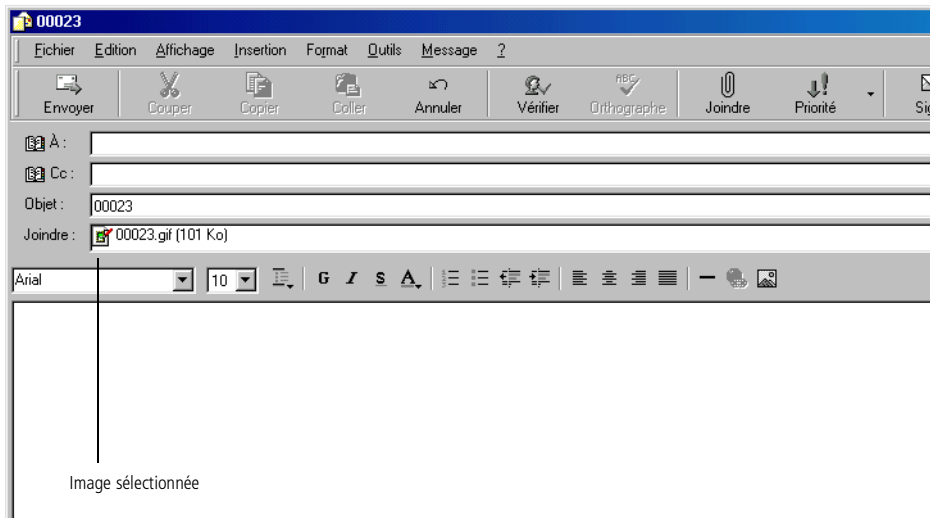 00023
Fichier Edition Affichage Insertion Format Outils Message ?
Envoyer Couper Copier Coller Annuler Vérifier Orthographe Joindre Priorité
À :
Cc :
Objet : 00023
Joindre : 00023.gif (101 Ko)
Arial 10 G I S A
Image sélectionnée